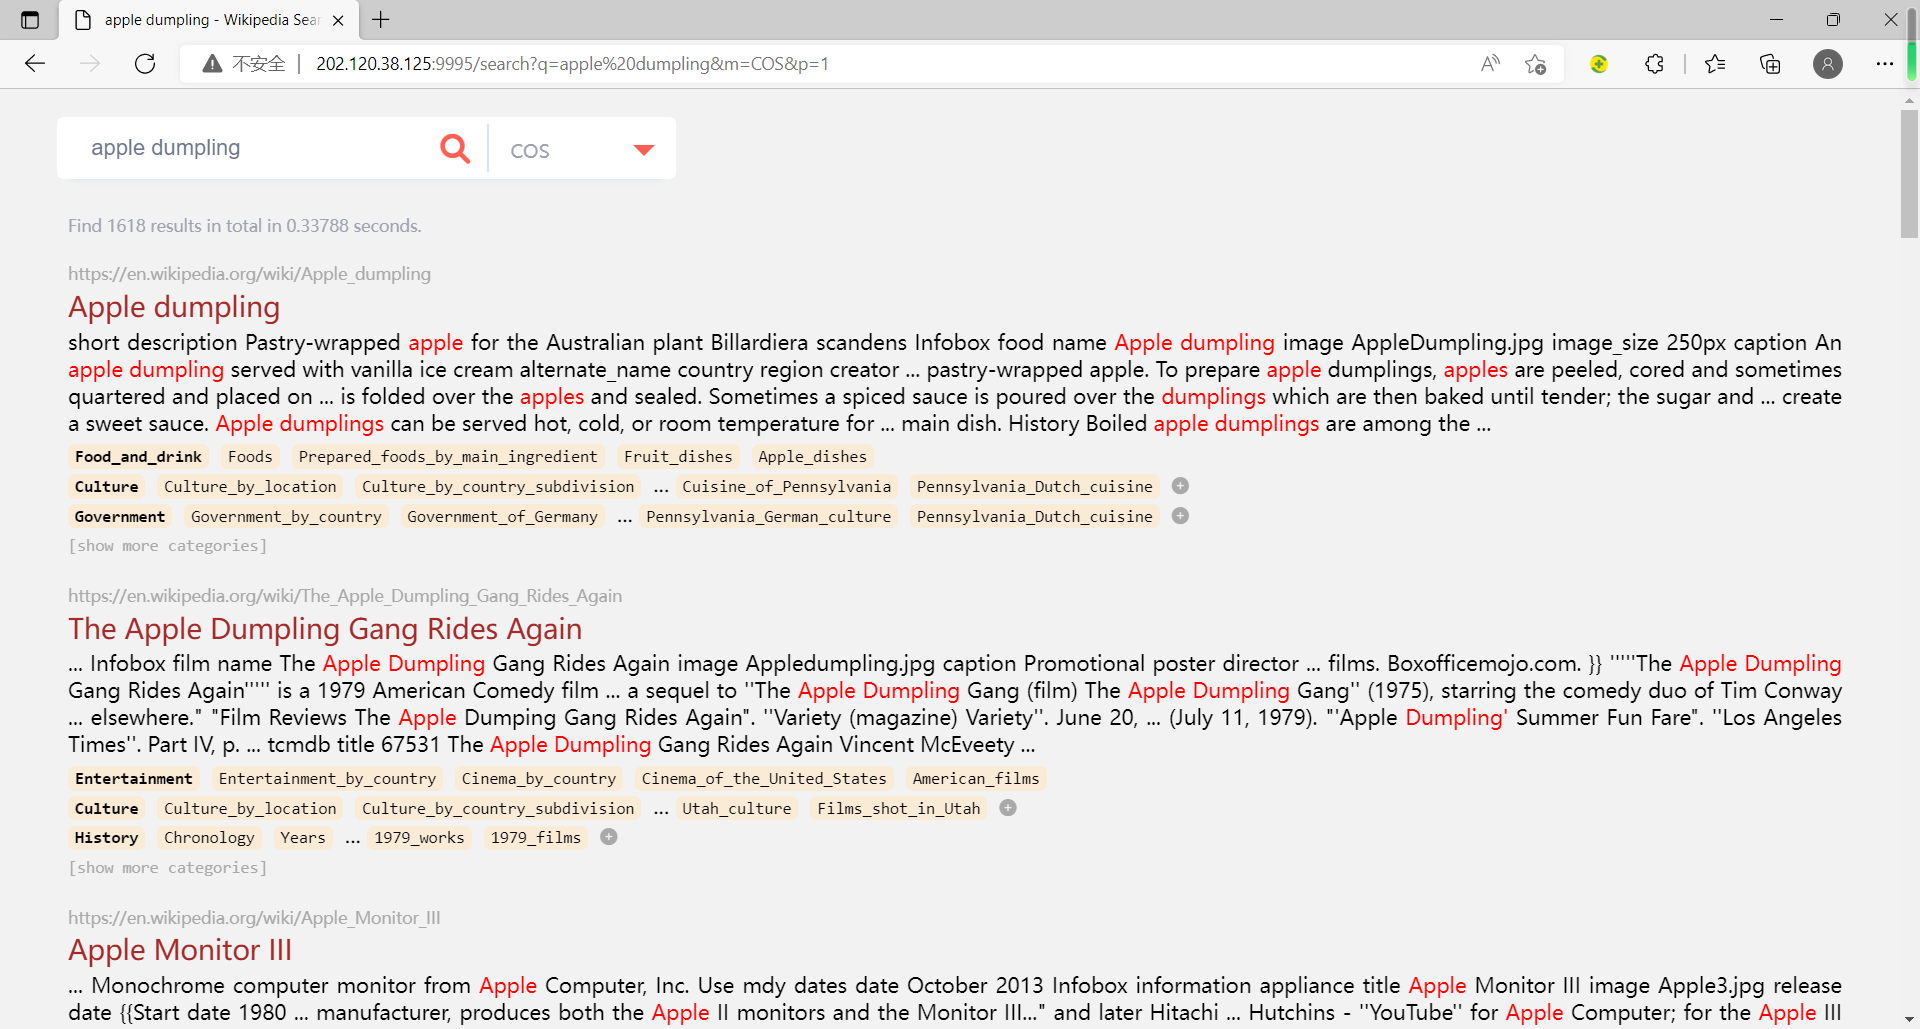 apple dumpling - Wikipedia Sear
不安全 202.120.38.125:9995/search?q=apple%20dumpling&m=COS&p=1
apple dumpling COS
Find 1618 results in total in 0.33788 seconds.
https://en.wikipedia.org/wiki/Apple_dumpling
Apple dumpling
short description Pastry-wrapped apple for the Australian plant Billardiera scandens Infobox food name Apple dumpling image AppleDumpling.jpg image_size 250px caption An
apple dumpling served with vanilla ice cream alternate_name country region creator ... pastry-wrapped apple. To prepare apple dumplings, apples are peeled, cored and sometimes
quartered and placed on ... is folded over the apples and sealed. Sometimes a spiced sauce is poured over the dumplings which are then baked until tender; the sugar and ... create
a sweet sauce. Apple dumplings can be served hot, cold, or room temperature for ... main dish. History Boiled apple dumplings are among the ...
Food_and_drink Foods Prepared_foods_by_main_ingredient Fruit_dishes Apple_dishes
Culture Culture_by_location Culture_by_country_subdivision ... Cuisine_of_Pennsylvania Pennsylvania_Dutch_cuisine
Government Government_by_country Government_of_Germany ... Pennsylvania_German_culture Pennsylvania_Dutch_cuisine
[show more categories]
https://en.wikipedia.org/wiki/The_Apple_Dumpling_Gang_Rides_Again
The Apple Dumpling Gang Rides Again
... Infobox film name The Apple Dumpling Gang Rides Again image Appledumpling.jpg caption Promotional poster director ... films. Boxofficemojo.com. }} '''''The Apple Dumpling
Gang Rides Again''''' is a 1979 American Comedy film ... a sequel to ''The Apple Dumpling Gang (film) The Apple Dumpling Gang'' (1975), starring the comedy duo of Tim Conway
... elsewhere." "Film Reviews The Apple Dumping Gang Rides Again". ''Variety (magazine) Variety''. June 20, ... (July 11, 1979). "'Apple Dumpling' Summer Fun Fare". ''Los Angeles
Times''. Part IV, p. ... tcmdb title 67531 The Apple Dumpling Gang Rides Again Vincent McEveety ...
Entertainment Entertainment_by_country Cinema_by_country Cinema_of_the_United_States American_films
Culture Culture_by_location Culture_by_country_subdivision ... Utah_culture Films_shot_in_Utah
History Chronology Years ... 1979_works 1979_films
[show more categories]
https://en.wikipedia.org/wiki/Apple_Monitor_III
Apple Monitor III
... Monochrome computer monitor from Apple Computer, Inc. Use mdy dates date October 2013 Infobox information appliance title Apple Monitor III image Apple3.jpg release
date {{Start date 1980 ... manufacturer, produces both the Apple II monitors and the Monitor III..." and later Hitachi ... Hutchins - ''YouTube'' for Apple Computer; for the Apple III